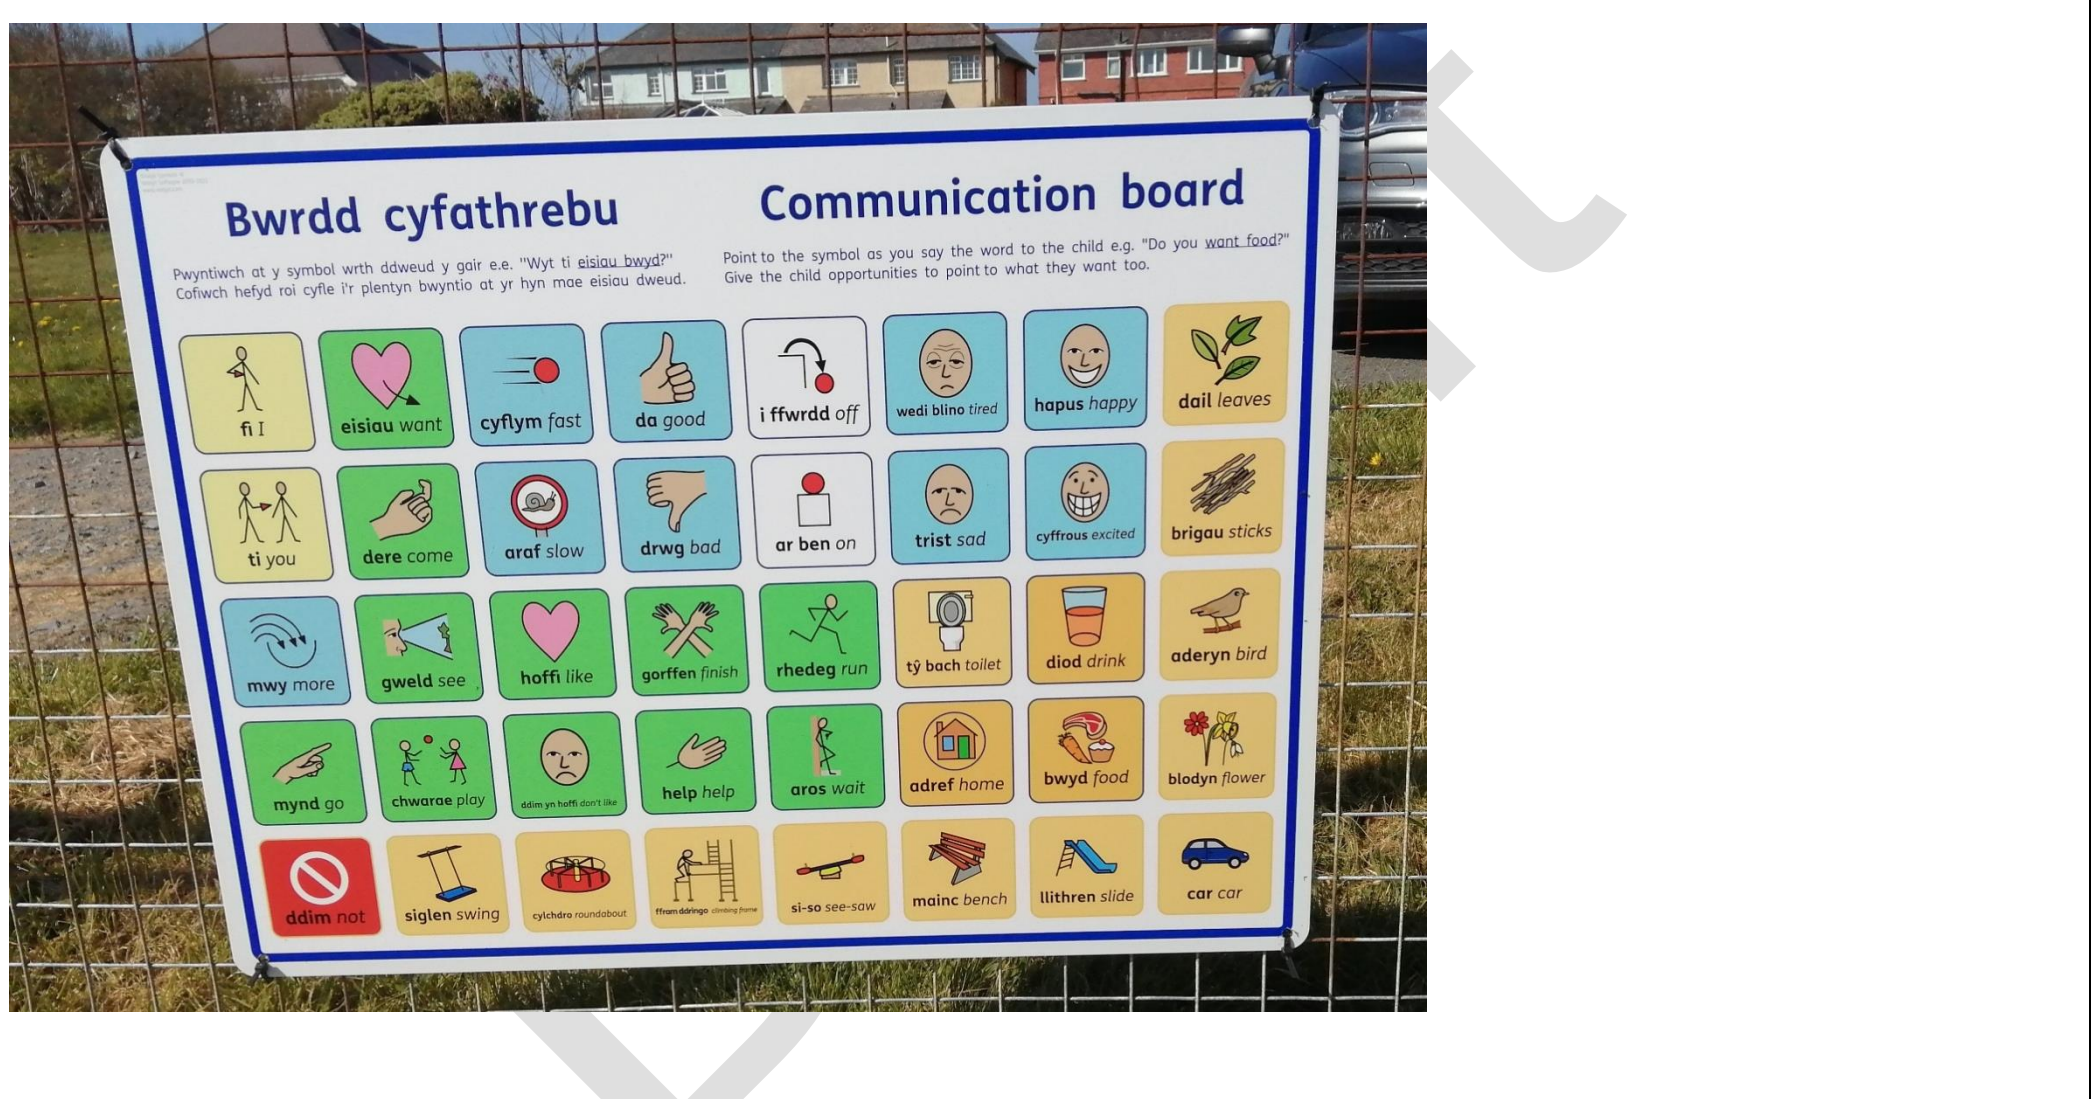 Bwrdd cyfathrebu
Pwyntiwch at y symbol wrth ddweud y gair e.e. "Wyt ti eisiau bwyd?"
Cofiwch hefyd roi cyfle i'r plentyn bwyntio at yr hyn mae eisiau dweud.
Communication board
Point to the symbol as you say the word to the child e.g. "Do you want food?"
Give the child opportunities to point to what they want too.
fi I
eisiau want
cyflym fast
da good
i ffwrdd off
wedi blino tired
hapus happy
dail leaves
ti you
dere come
araf slow
drwg bad
ar ben on
trist sad
cyffrous excited
brigau sticks
mwy more
gweld see
hoffi like
gorffen finish
rhedeg run
tŷ bach toilet
diod drink
aderyn bird
mynd go
chwarae play
ddim yn hoffi don't like
help help
aros wait
adref home
bwyd food
blodyn flower
ddim not
siglen swing
cylchdro roundabout
ffram ddringo climbing frame
si-so see-saw
mainc bench
llithren slide
car car